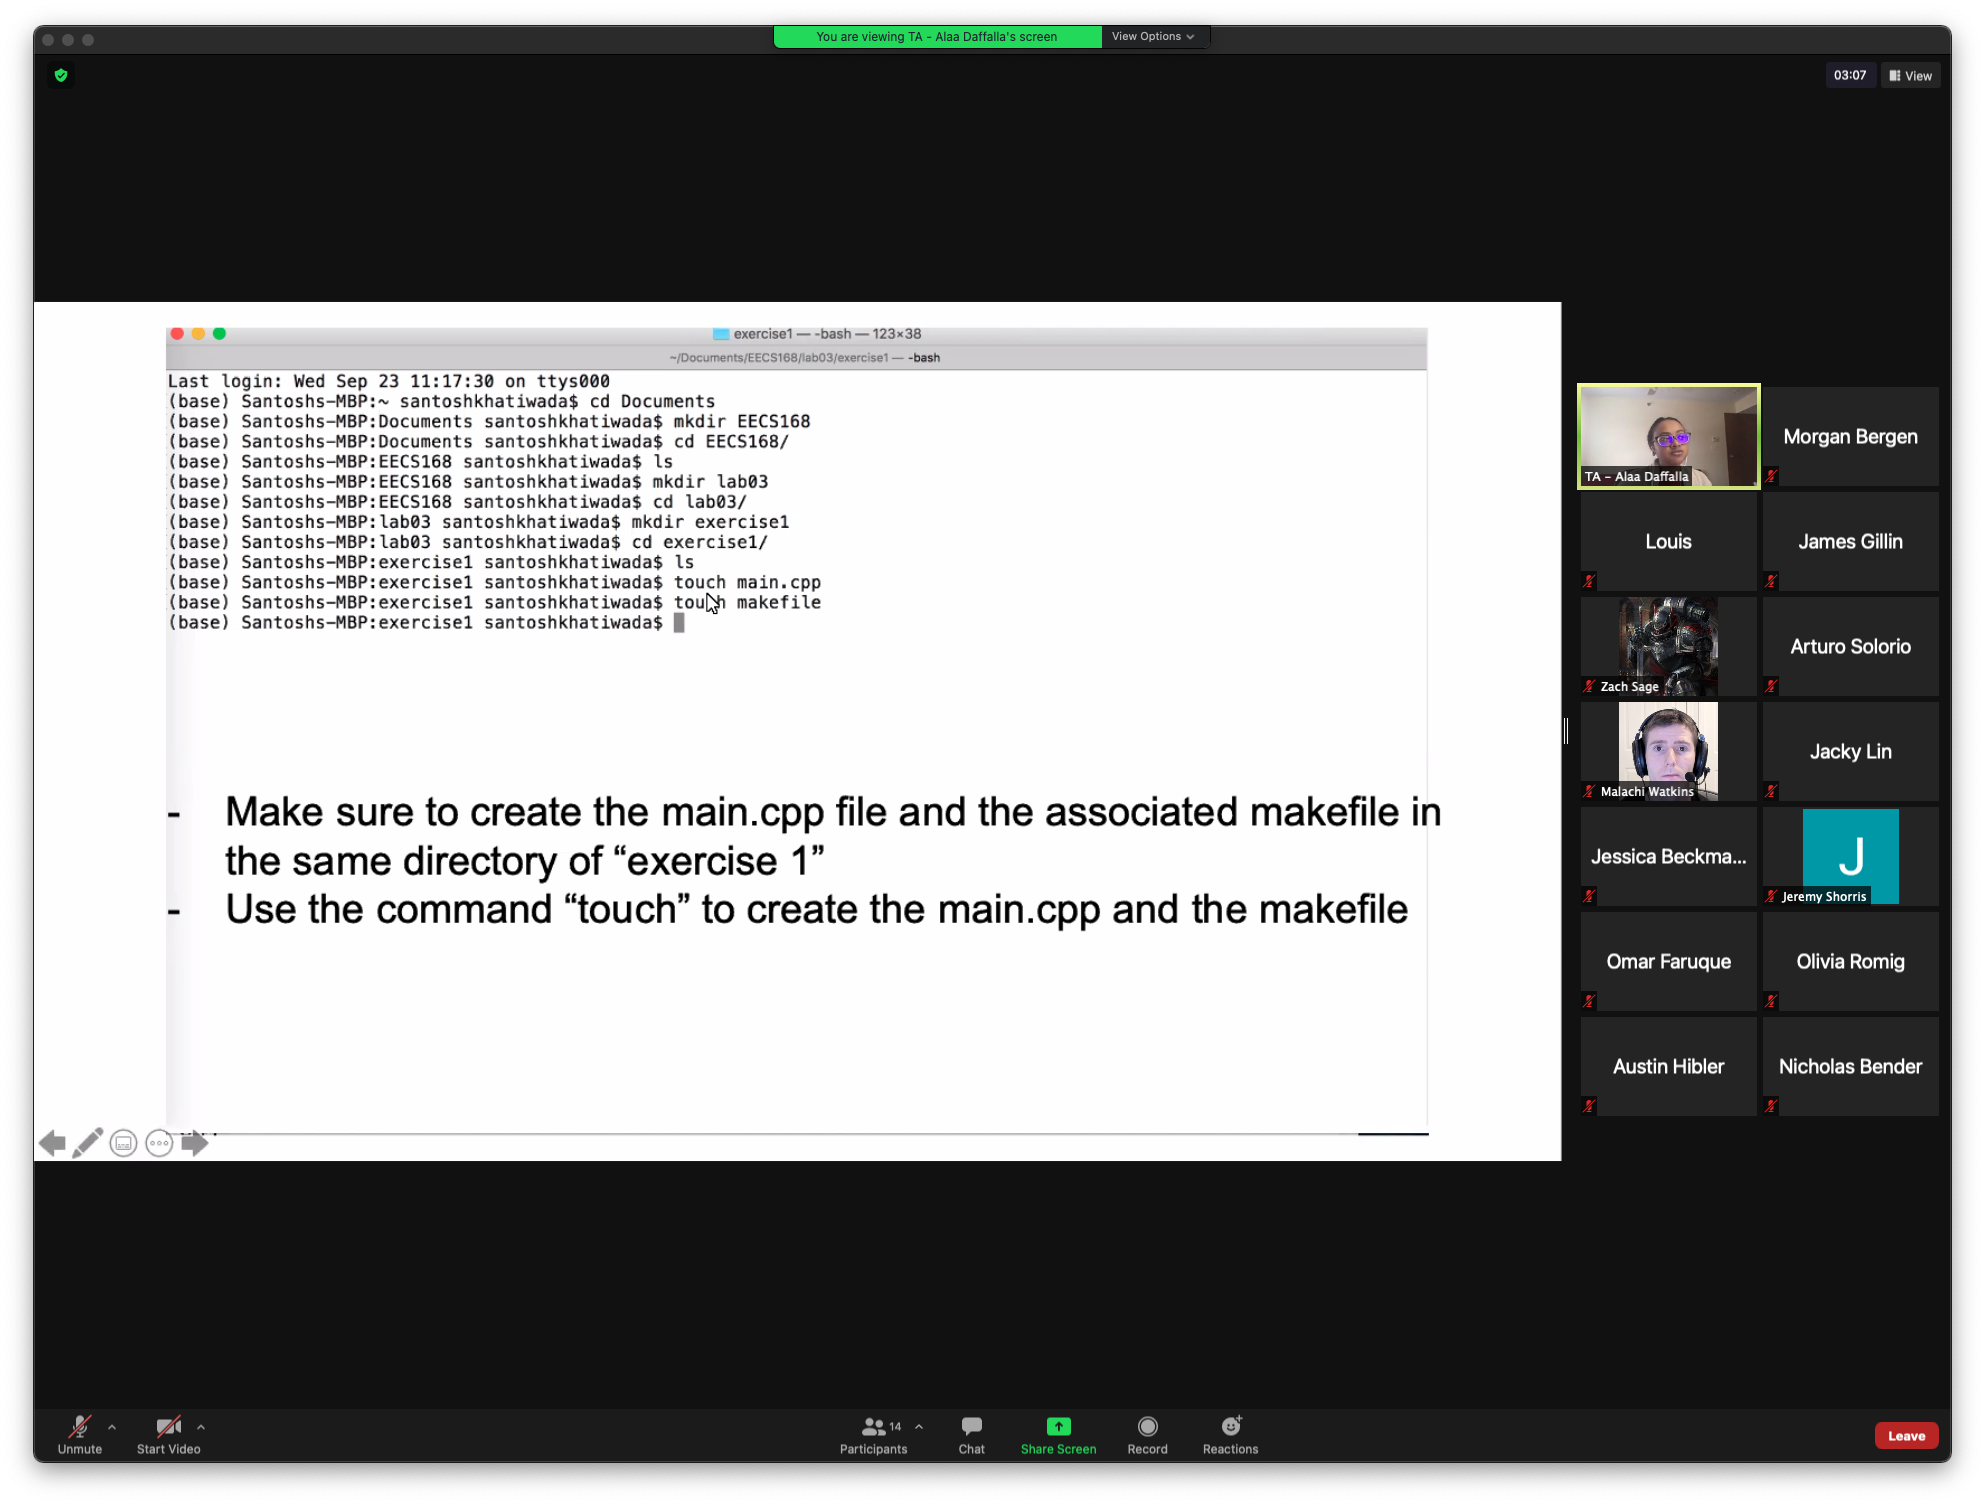 You are viewing TA - Alaa Daffalla's screen
View Options
03:07
View
exercise1 — -bash — 123×38
~/Documents/EECS168/lab03/exercise1 — -bash
Last login: Wed Sep 23 11:17:30 on ttys000
(base) Santoshs-MBP:~ santoshkhatiwada$ cd Documents
(base) Santoshs-MBP:Documents santoshkhatiwada$ mkdir EECS168
(base) Santoshs-MBP:Documents santoshkhatiwada$ cd EECS168/
(base) Santoshs-MBP:EECS168 santoshkhatiwada$ ls
(base) Santoshs-MBP:EECS168 santoshkhatiwada$ mkdir lab03
(base) Santoshs-MBP:EECS168 santoshkhatiwada$ cd lab03/
(base) Santoshs-MBP:lab03 santoshkhatiwada$ mkdir exercise1
(base) Santoshs-MBP:lab03 santoshkhatiwada$ cd exercise1/
(base) Santoshs-MBP:exercise1 santoshkhatiwada$ ls
(base) Santoshs-MBP:exercise1 santoshkhatiwada$ touch main.cpp
(base) Santoshs-MBP:exercise1 santoshkhatiwada$ touch makefile
(base) Santoshs-MBP:exercise1 santoshkhatiwada$
- Make sure to create the main.cpp file and the associated makefile in
the same directory of “exercise 1”
- Use the command “touch” to create the main.cpp and the makefile
TA - Alaa Daffalla
Morgan Bergen
Louis
James Gillin
Zach Sage
Arturo Solorio
Malachi Watkins
Jacky Lin
Jessica Beckma...
J
Jeremy Shorris
Omar Faruque
Olivia Romig
Austin Hibler
Nicholas Bender
Unmute
Start Video
14
Participants
Chat
Share Screen
Record
Reactions
Leave